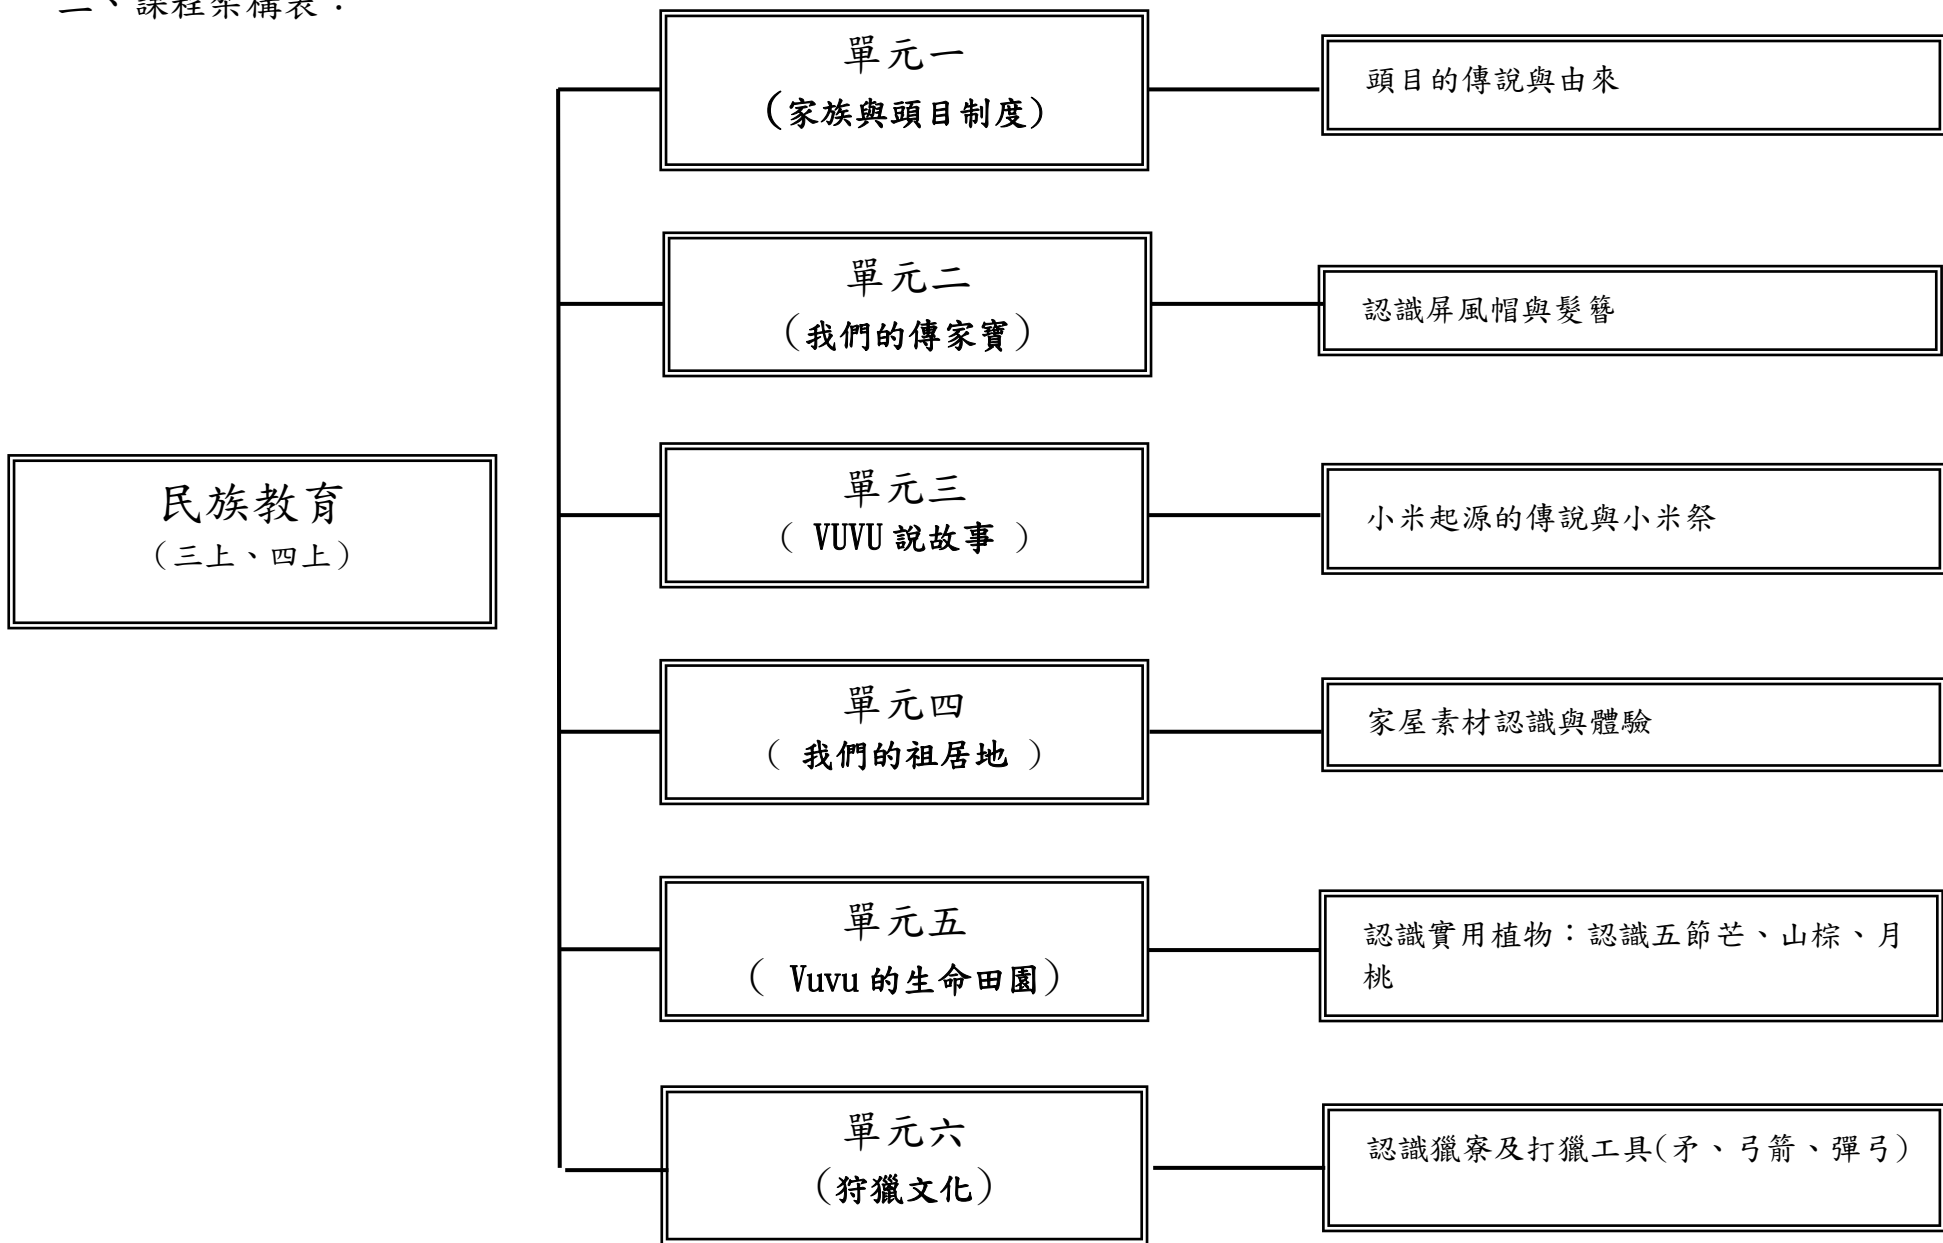 二、課程架構表：
單元一
(家族與頭目制度)
頭目的傳說與由來
單元二
(我們的傳家寶)
認識屏風帽與髮簪
民族教育
(三上、四上)
單元三
( VUVU 說故事 )
小米起源的傳說與小米祭
單元四
( 我們的祖居地 )
家屋素材認識與體驗
單元五
( Vuvu 的生命田園)
認識實用植物：認識五節芒、山棕、月
桃
單元六
(狩獵文化)
認識獵寮及打獵工具(矛、弓箭、彈弓)